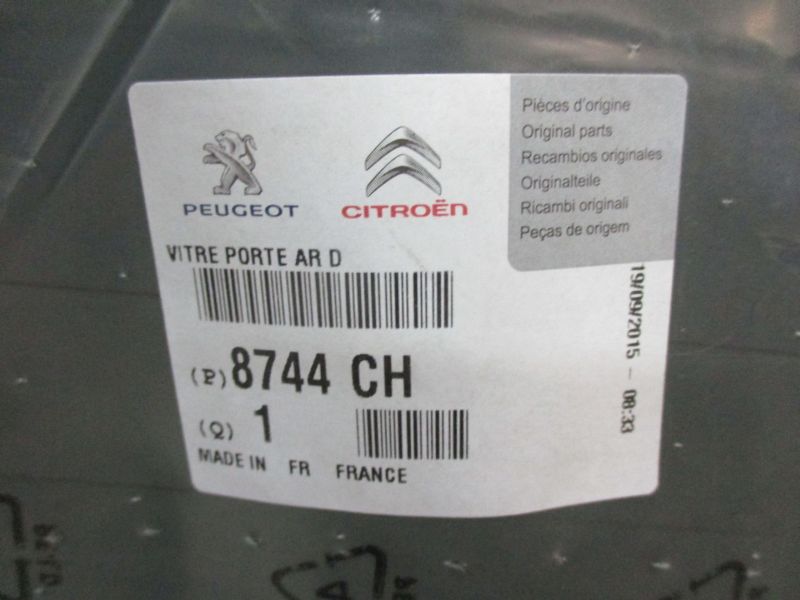 PEUGEOT
CITROËN
Pièces d'origine
Original parts
Recambios originales
Originalteile
Ricambi originali
Peças de origem
VITRE PORTE AR D
(P) 8744 CH
(Q) 1
MADE IN FR FRANCE
19/09/2015 - 08:33